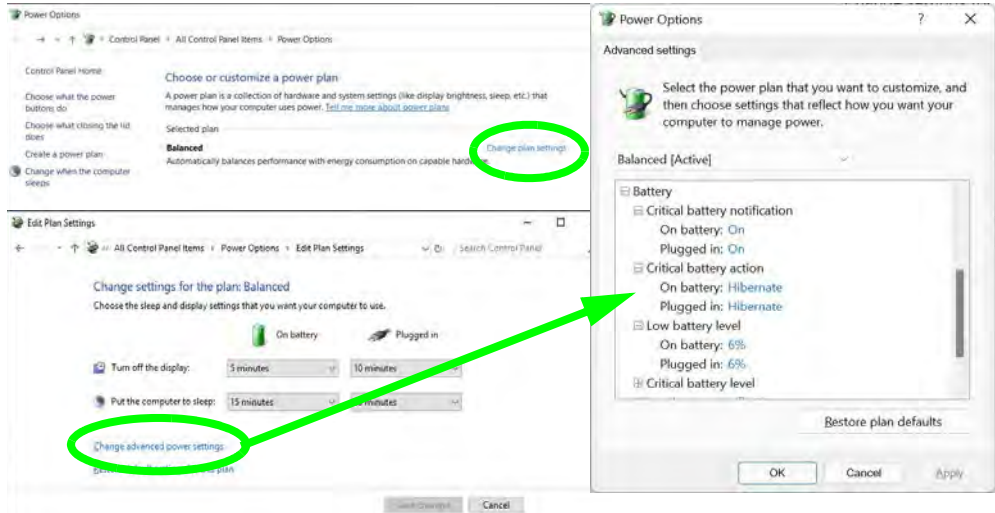 Power Options
Control Panel
All Control Panel Items
Power Options
Control Panel Home
Choose what the power
buttons do
Choose what closing the lid
does
Create a power plan
Change when the computer
sleeps
Choose or customize a power plan
A power plan is a collection of hardware and system settings (like display brightness, sleep, etc.) that
manages how your computer uses power. Tell me more about power plans
Selected plan
Balanced
Change plan settings
Automatically balances performance with energy consumption on capable
Edit Plan Settings
All Control Panel Items
Power Options
Edit Plan Settings
Search Control Panel
Change settings for the plan: Balanced
Choose the sleep and display settings that you want your computer to use.
On battery
Plugged in
Turn off the display:
5 minutes
10 minutes
Put the computer to sleep:
15 minutes
minutes
Change advanced power settings
plan
Cancel
Power Options
?
Advanced settings
Select the power plan that you want to customize, and
then choose settings that reflect how you want your
computer to manage power.
Balanced [Active]
Battery
Critical battery notification
On battery: On
Plugged in: On
Critical battery action
On battery: Hibernate
Plugged in: Hibernate
Low battery level
On battery: 6%
Plugged in: 6%
Critical battery level
Restore plan defaults
OK
Cancel
Apply